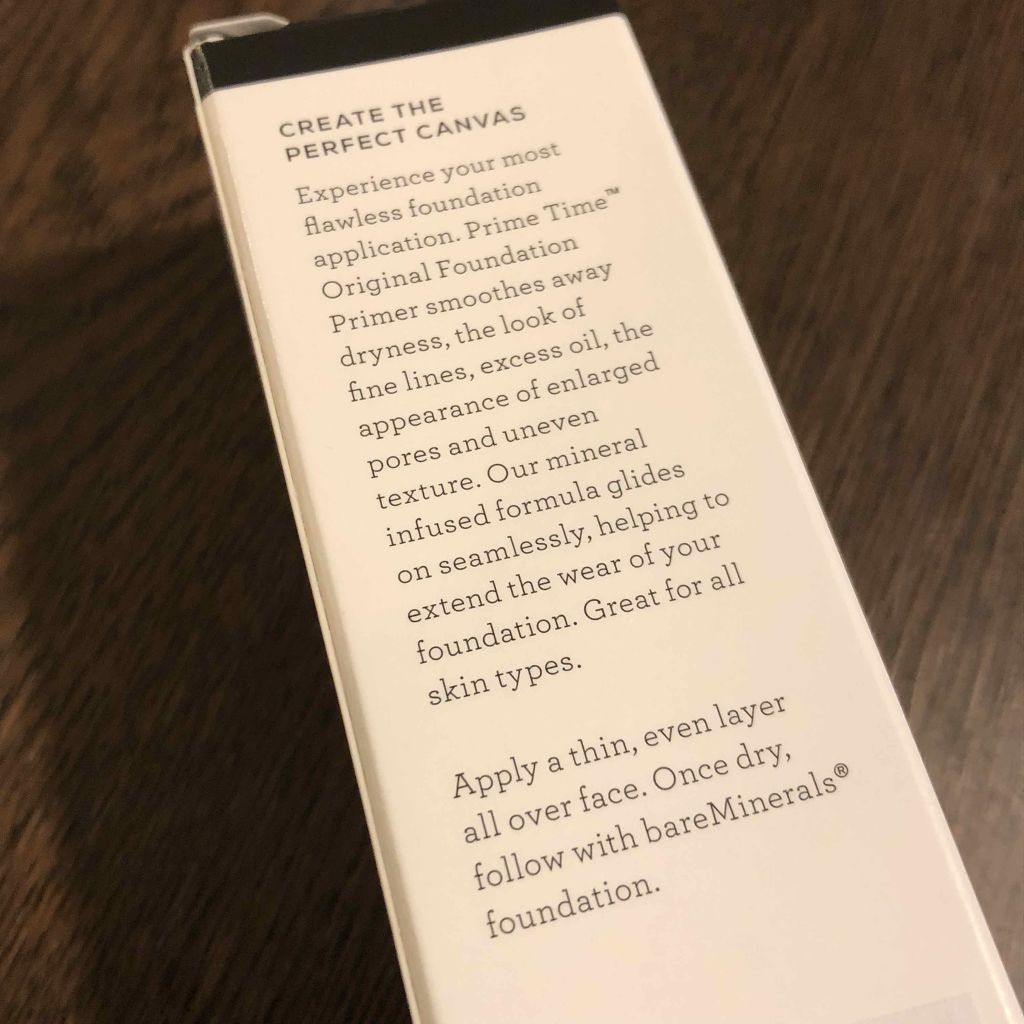 CREATE THE
PERFECT CANVAS
Experience your most
flawless foundation
application. Prime Time™
Original Foundation
Primer smoothes away
dryness, the look of
fine lines, excess oil, the
appearance of enlarged
pores and uneven
texture. Our mineral
infused formula glides
on seamlessly, helping to
extend the wear of your
foundation. Great for all
skin types.
Apply a thin, even layer
all over face. Once dry,
follow with bareMinerals®
foundation.